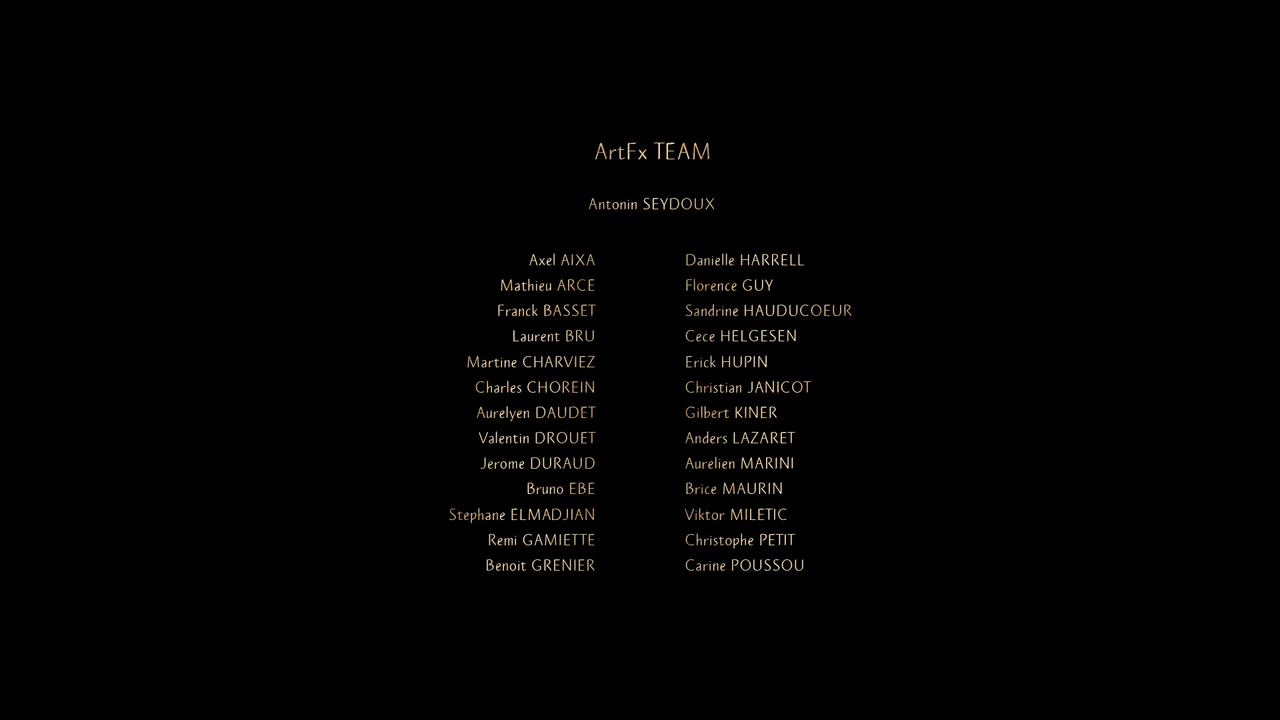 ArtFx TEAM
Antonin SEYDOUX
Axel AIXA Danielle HARRELL
Mathieu ARCE Florence GUY
Franck BASSET Sandrine HAUDUCOEUR
Laurent BRU Cece HELGESEN
Martine CHARVIEZ Erick HUPIN
Charles CHOREIN Christian JANICOT
Aurelyen DAUDET Gilbert KINER
Valentin DROUET Anders LAZARET
Jerome DURAUD Aurelien MARINI
Bruno EBE Brice MAURIN
Stephane ELMADJIAN Viktor MILETIC
Remi GAMIETTE Christophe PETIT
Benoit GRENIER Carine POUSSOU